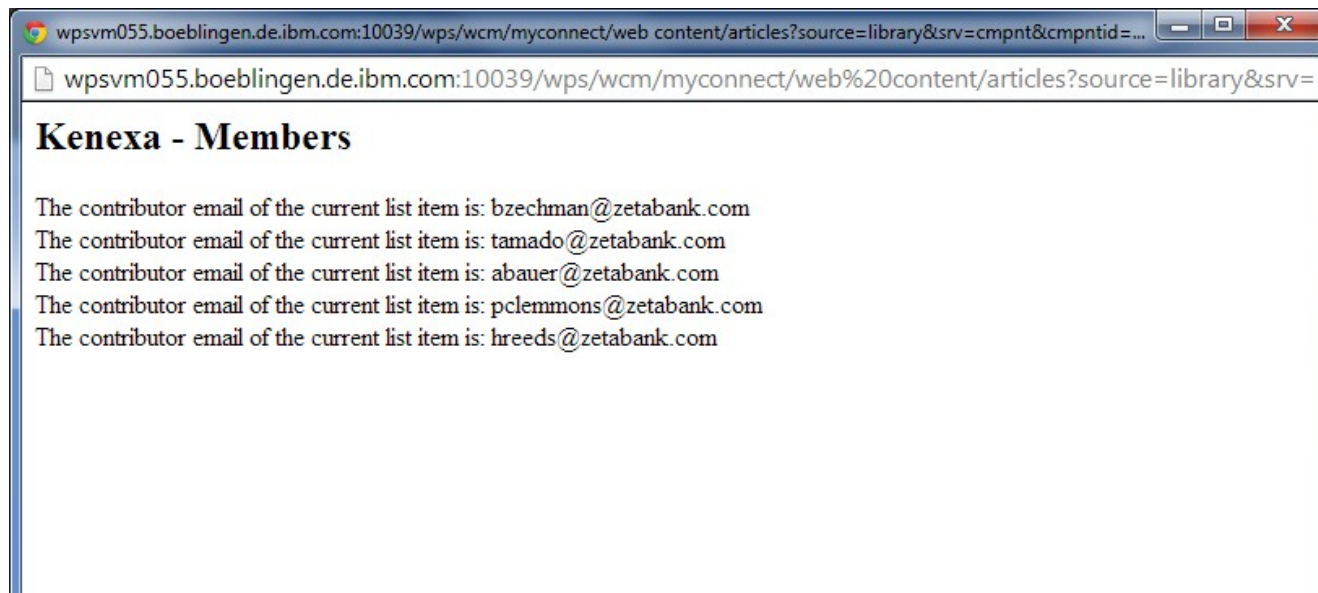 wpsvm055.boeblingen.de.ibm.com:10039/wps/wcm/myconnect/web content/articles?source=library&srv=cmpnt&cmpntid=...
wpsvm055.boeblingen.de.ibm.com:10039/wps/wcm/myconnect/web%20content/articles?source=library&srv=
Kenexa - Members
The contributor email of the current list item is: bzechman@zetabank.com
The contributor email of the current list item is: tamado@zetabank.com
The contributor email of the current list item is: abauer@zetabank.com
The contributor email of the current list item is: pclemmons@zetabank.com
The contributor email of the current list item is: hreeds@zetabank.com